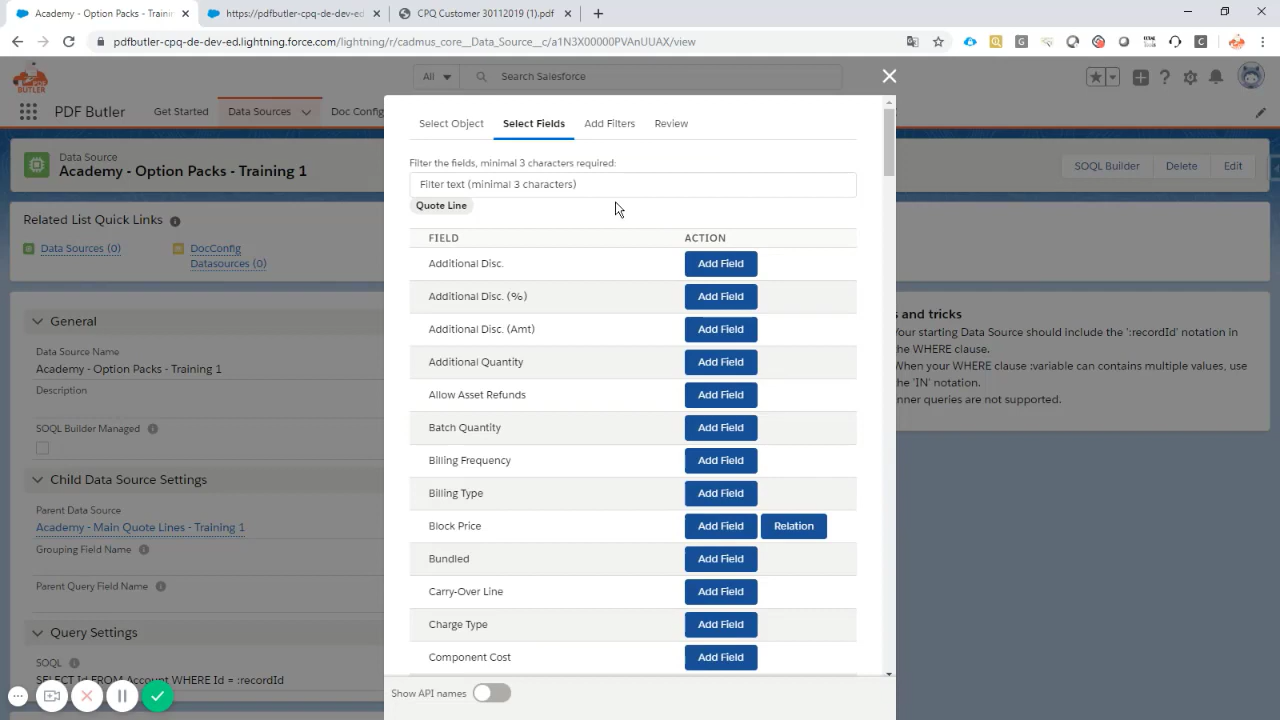 Academy - Option Packs - Trainin
https://pdfbutler-cpq-de-dev-ed
CPQ Customer 30112019 (1).pdf
pdfbutler-cpq-de-dev-ed.lightning.force.com/lightning/r/cadmus_core__Data_Source__c/a1N3X00000PVAnUUAX/view
BUTLER
All
Search Salesforce
PDF Butler
Get Started
Data Sources
Doc Config
Data Source
Academy - Option Packs - Training 1
SOQL Builder
Delete
Edit
Related List Quick Links
Data Sources (0)
DocConfig
Datasources (0)
General
Data Source Name
Academy - Option Packs - Training 1
Description
SOQL Builder Managed
Child Data Source Settings
Parent Data Source
Academy - Main Quote Lines - Training 1
Grouping Field Name
Parent Query Field Name
Query Settings
SOQL
SELECT Id FROM Account WHERE Id = :recordId
Select Object
Select Fields
Add Filters
Review
Filter the fields, minimal 3 characters required:
Filter text (minimal 3 characters)
Quote Line
FIELD ACTION
Additional Disc. Add Field
Additional Disc. (%) Add Field
Additional Disc. (Amt) Add Field
Additional Quantity Add Field
Allow Asset Refunds Add Field
Batch Quantity Add Field
Billing Frequency Add Field
Billing Type Add Field
Block Price Add Field Relation
Bundled Add Field
Carry-Over Line Add Field
Charge Type Add Field
Component Cost Add Field
Show API names
s and tricks
Your starting Data Source should include the ':recordId' notation in
he WHERE clause.
When your WHERE clause :variable can contains multiple values, use
he 'IN' notation.
nner queries are not supported.